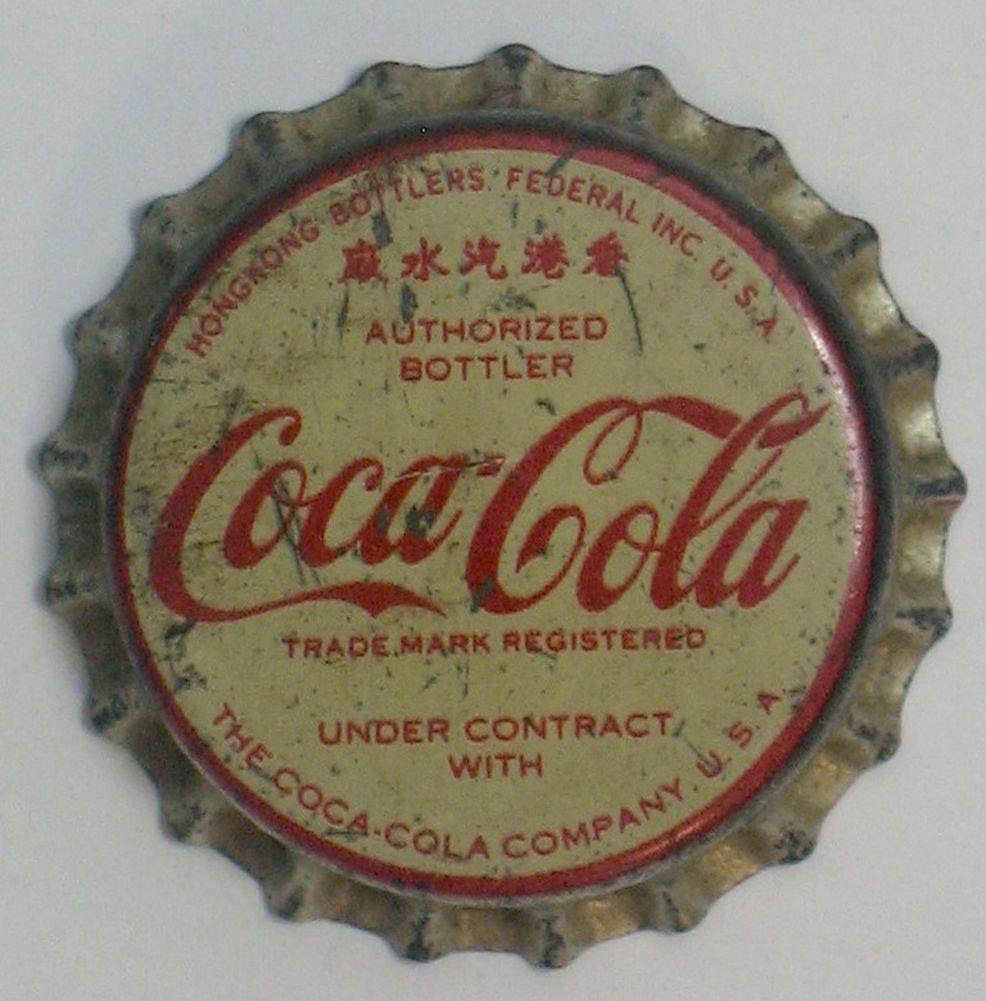 HONGKONG BOTTLERS. FEDERAL INC. U.S.A.
香港汽水廠
AUTHORIZED
BOTTLER
Coca-Cola
TRADE MARK REGISTERED
UNDER CONTRACT
WITH
THE COCA-COLA COMPANY, U.S.A.